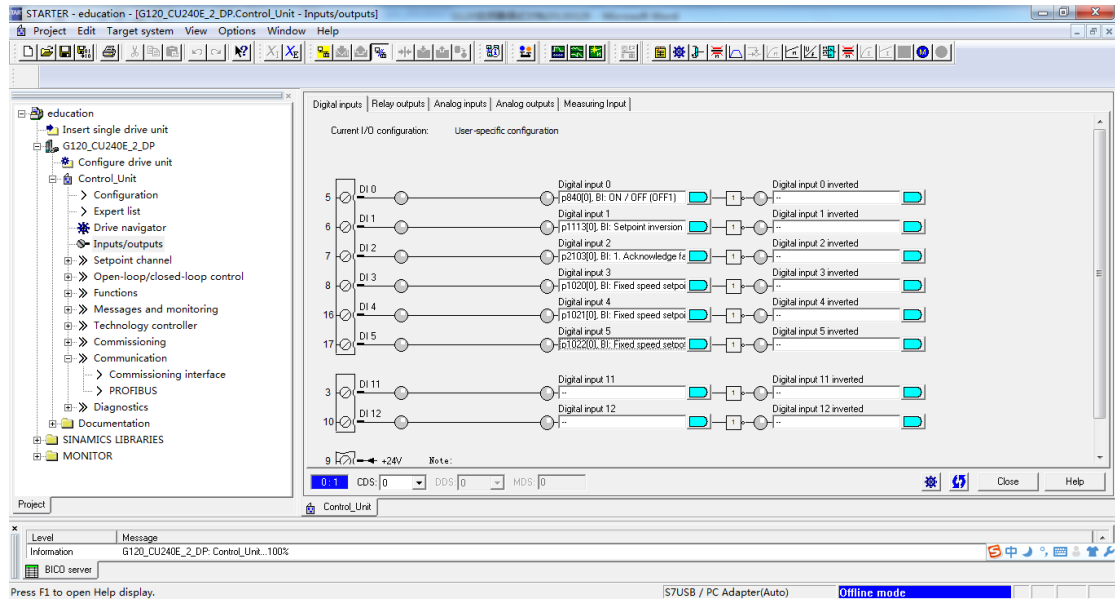 STARTER - education - [G120_CU240E_2_DP.Control_Unit - Inputs/outputs]
Project Edit Target system View Options Window Help
education
Insert single drive unit
G120_CU240E_2_DP
Configure drive unit
Control_Unit
Configuration
Expert list
Drive navigator
Inputs/outputs
Setpoint channel
Open-loop/closed-loop control
Functions
Messages and monitoring
Technology controller
Commissioning
Communication
Commissioning interface
PROFIBUS
Diagnostics
Documentation
SINAMICS LIBRARIES
MONITOR
Project
Digital inputs Relay outputs Analog inputs Analog outputs Measuring Input
Current I/O configuration: User-specific configuration
Digital input 0 Digital input 0 inverted
5 DI 0 p840[0], BI: ON / OFF (OFF1) 1 --
Digital input 1 Digital input 1 inverted
6 DI 1 p1113[0], BI: Setpoint inversion 1 --
Digital input 2 Digital input 2 inverted
7 DI 2 p2103[0], BI: 1. Acknowledge fa 1 --
Digital input 3 Digital input 3 inverted
8 DI 3 p1020[0], BI: Fixed speed setpoi 1 --
Digital input 4 Digital input 4 inverted
16 DI 4 p1021[0], BI: Fixed speed setpoi 1 --
Digital input 5 Digital input 5 inverted
17 DI 5 p1022[0], BI: Fixed speed setpoi 1 --
Digital input 11 Digital input 11 inverted
3 DI 11 -- 1 --
Digital input 12 Digital input 12 inverted
10 DI 12 -- 1 --
9 +24V Note:
0:1 CDS: 0 DDS: 0 MDS: 0 Close Help
Control_Unit
Level Message
Information G120_CU240E_2_DP: Control_Unit...100%
中
BICO server
Press F1 to open Help display. S7USB / PC Adapter(Auto) Offline mode